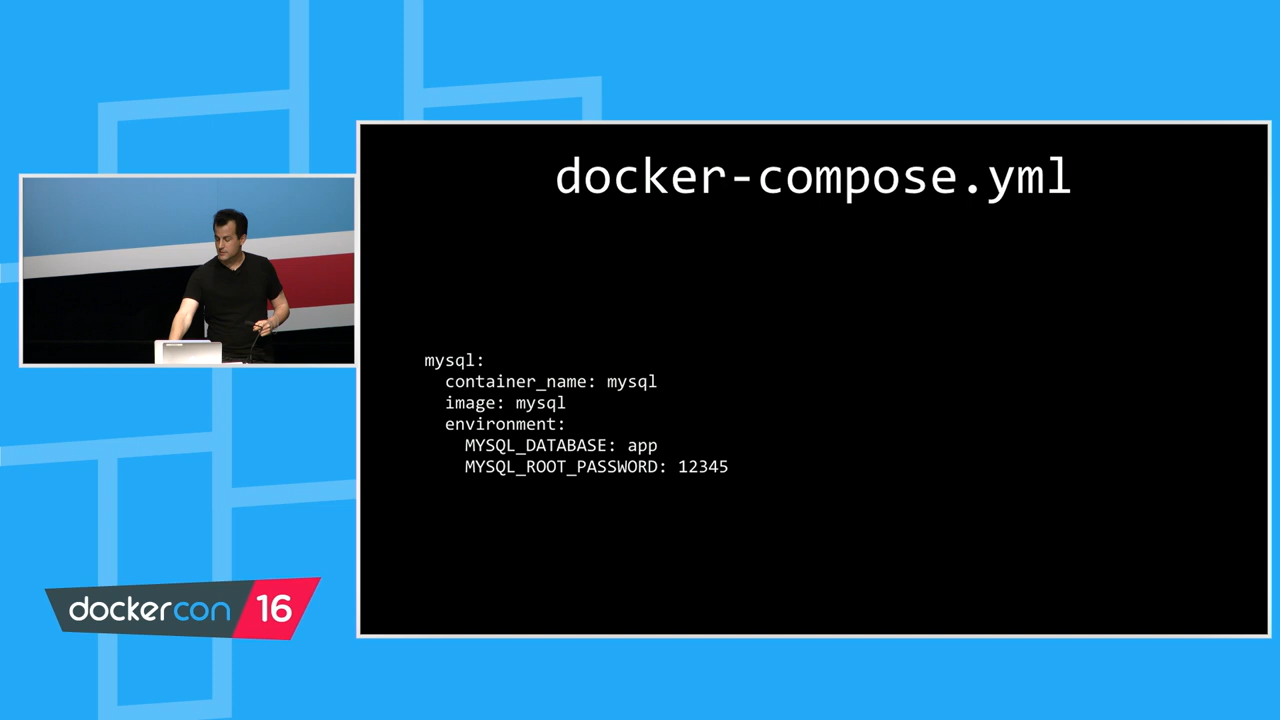 docker-compose.yml
mysql:
  container_name: mysql
  image: mysql
  environment:
    MYSQL_DATABASE: app
    MYSQL_ROOT_PASSWORD: 12345
dockercon 16